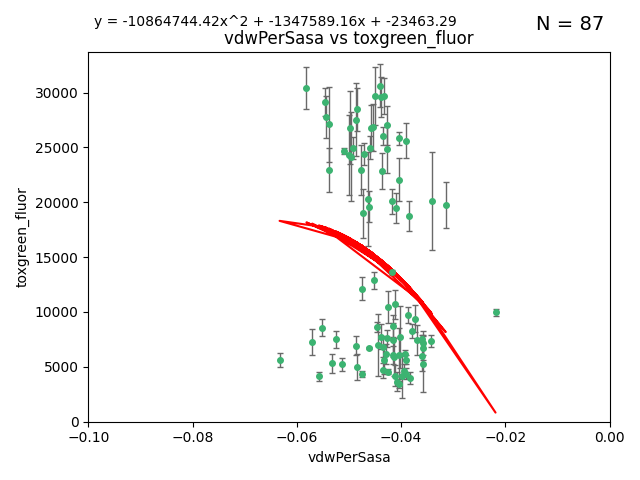 y = -10864744.42x^2 + -1347589.16x + -23463.29
N = 87
vdwPerSasa vs toxgreen_fluor
toxgreen_fluor
30000
25000
20000
15000
10000
5000
0
−0.10
−0.08
−0.06
−0.04
−0.02
0.00
vdwPerSasa